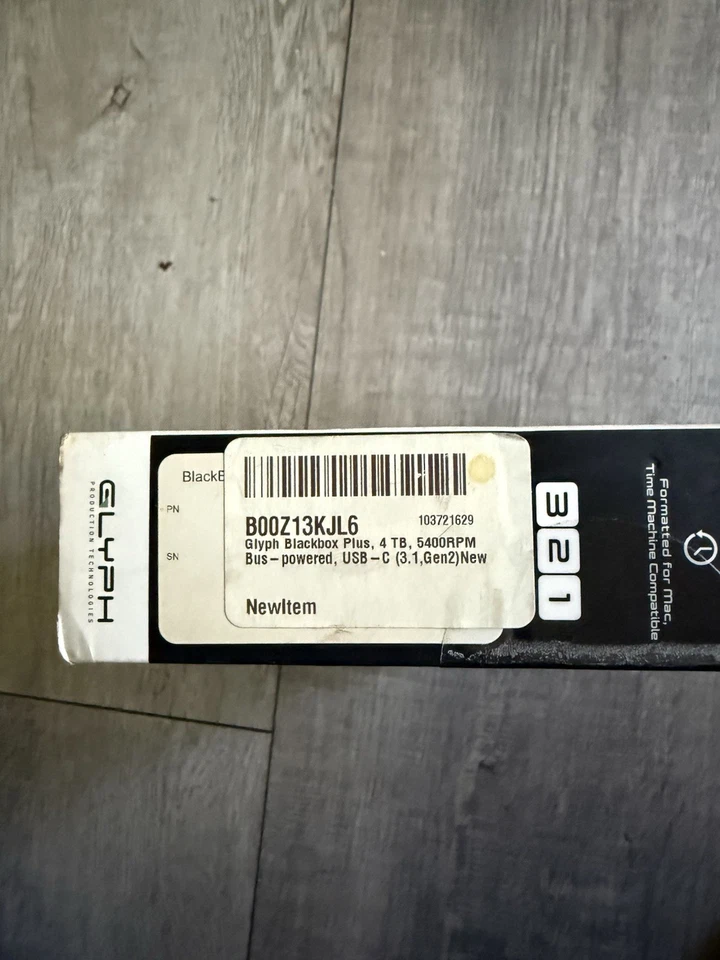 GLYPH
PRODUCTION TECHNOLOGIES
PN
SN
B00Z13KJL6
103721629
Glyph Blackbox Plus, 4 TB, 5400RPM
Bus-powered, USB-C (3.1,Gen2)New
NewItem
3 2 1
Formatted for Mac,
Time Machine Compatible